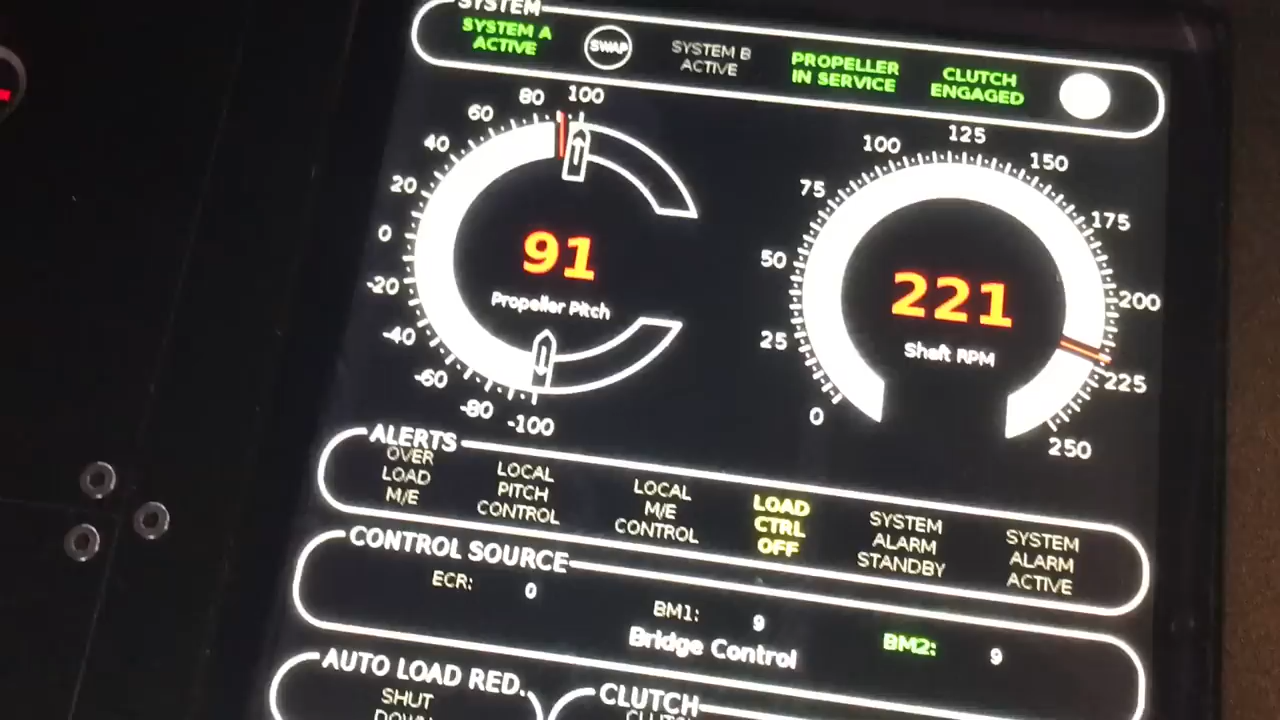 SYSTEM
SYSTEM A
ACTIVE
SWAP
SYSTEM B
ACTIVE
PROPELLER
IN SERVICE
CLUTCH
ENGAGED
100
80
60
40
20
0
-20
-40
-60
-80
-100
91
Propeller Pitch
125
100
150
75
175
50
200
25
225
0
250
221
Shaft RPM
ALERTS
OVER
LOAD
M/E
LOCAL
PITCH
CONTROL
LOCAL
M/E
CONTROL
LOAD
CTRL
OFF
SYSTEM
ALARM
STANDBY
SYSTEM
ALARM
ACTIVE
CONTROL SOURCE
ECR: 0
BM1: 9
BM2: 9
Bridge Control
AUTO LOAD RED.
SHUT
DOWN
CLUTCH